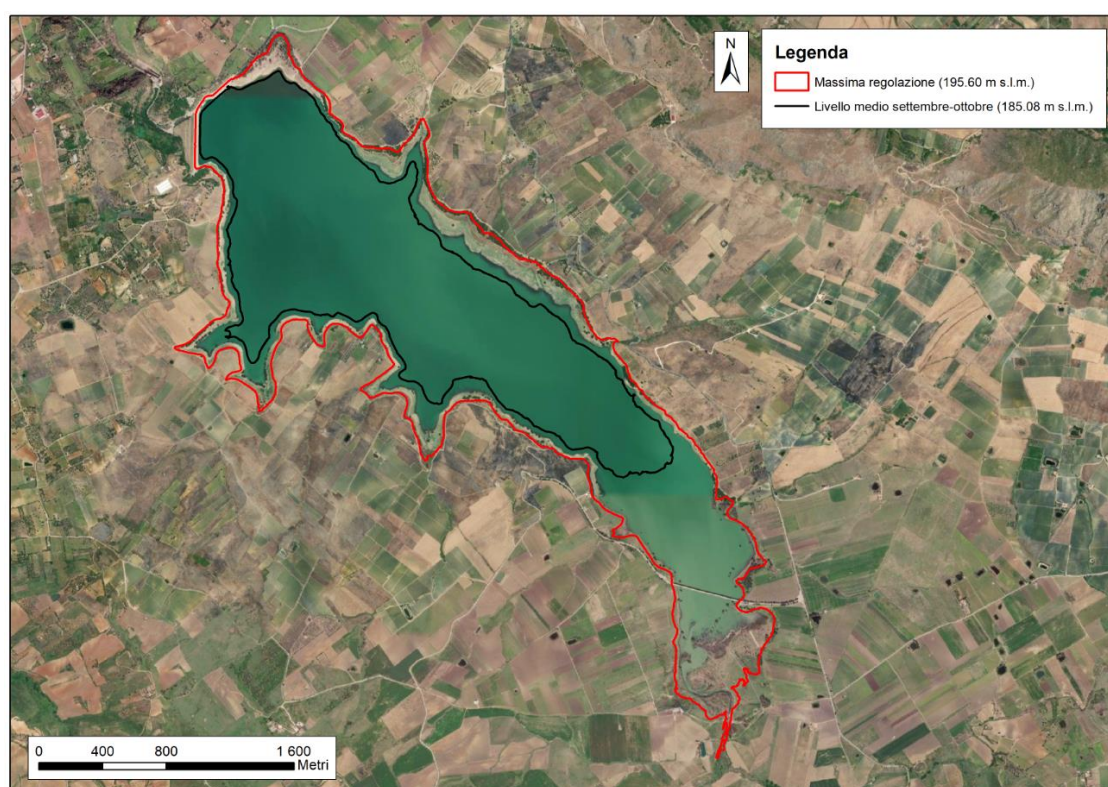 N
Legenda
Massima regolazione (195.60 m s.l.m.)
Livello medio settembre-ottobre (185.08 m s.l.m.)
0 400 800 1 600
Metri